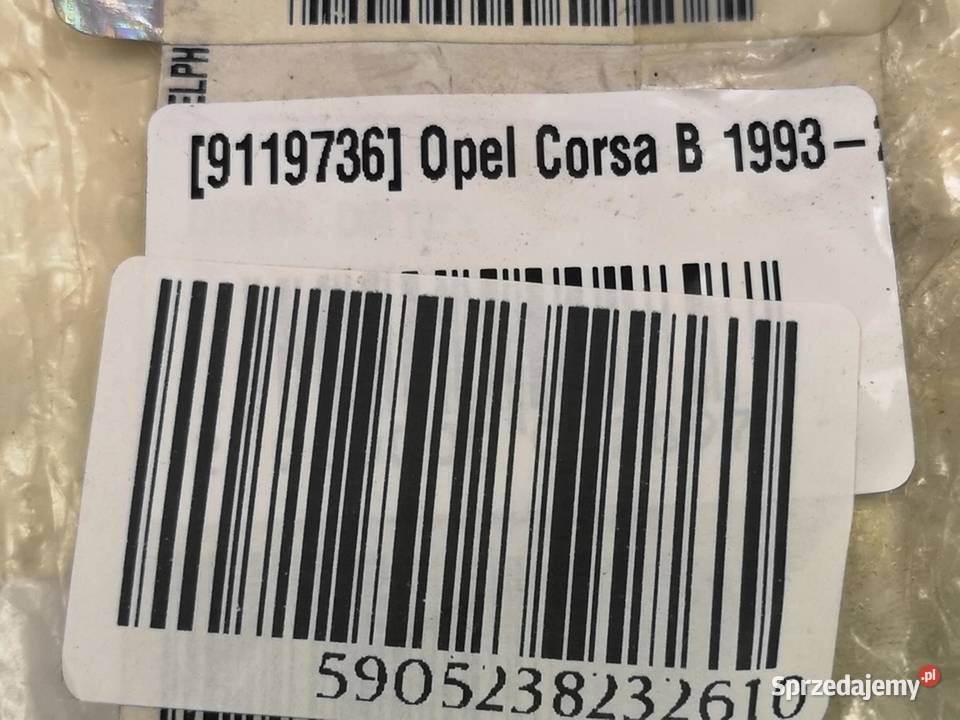 ELPH
[9119736] Opel Corsa B 1993-
5905238232610
Sprzedajemy.pl